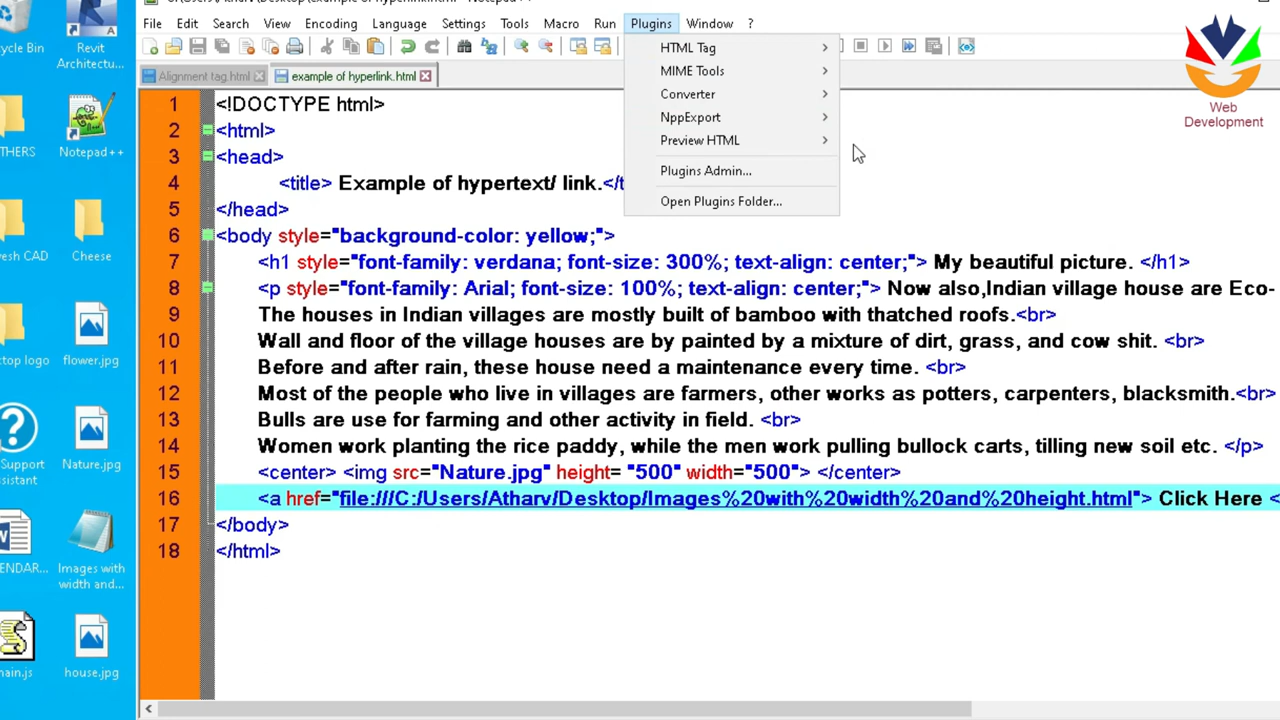 File Edit Search View Encoding Language Settings Tools Macro Run Plugins Window ?
HTML Tag
MIME Tools
Converter
NppExport
Preview HTML
Plugins Admin...
Open Plugins Folder...
Alignment tag.html
example of hyperlink.html
Web
Development
1 <!DOCTYPE html>
2 <html>
3 <head>
4 <title> Example of hypertext/ link.</t
5 </head>
6 <body style="background-color: yellow;">
7 <h1 style="font-family: verdana; font-size: 300%; text-align: center;"> My beautiful picture. </h1>
8 <p style="font-family: Arial; font-size: 100%; text-align: center;"> Now also,Indian village house are Eco-
9 The houses in Indian villages are mostly built of bamboo with thatched roofs.<br>
10 Wall and floor of the village houses are by painted by a mixture of dirt, grass, and cow shit. <br>
11 Before and after rain, these house need a maintenance every time. <br>
12 Most of the people who live in villages are farmers, other works as potters, carpenters, blacksmith.<br>
13 Bulls are use for farming and other activity in field. <br>
14 Women work planting the rice paddy, while the men work pulling bullock carts, tilling new soil etc. </p>
15 <center> <img src="Nature.jpg" height= "500" width="500"> </center>
16 <a href="file:///C:/Users/Atharv/Desktop/Images%20with%20width%20and%20height.html"> Click Here <
17 </body>
18 </html>
cycle Bin
Revit
Architectu...
THERS
Notepad++
vesh CAD
Cheese
top logo
flower.jpg
Support
sistant
Nature.jpg
ENDAR...
Images with
width and...
main.js
house.jpg